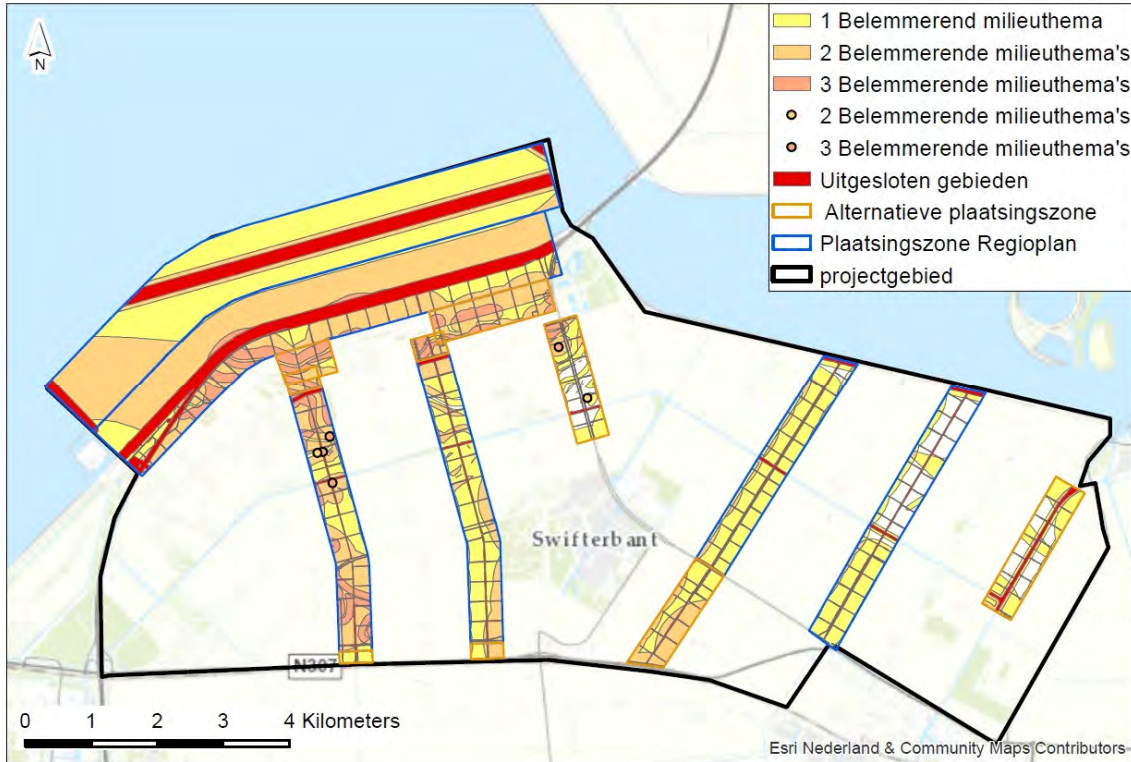 N
1 Belemmerend milieuthema
2 Belemmerende milieuthema's
3 Belemmerende milieuthema's
2 Belemmerende milieuthema's
3 Belemmerende milieuthema's
Uitgesloten gebieden
Alternatieve plaatsingszone
Plaatsingszone Regioplan
projectgebied
Swifterbant
N307
0 1 2 3 4 Kilometers
Esri Nederland & Community Maps Contributors